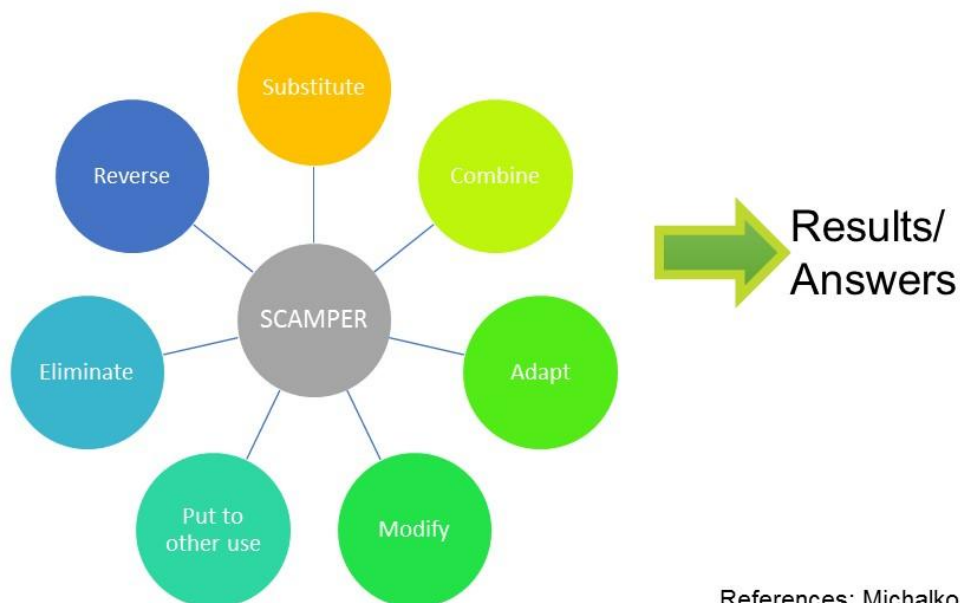 Substitute
Combine
Adapt
Modify
Put to
other use
Eliminate
Reverse
SCAMPER
Results/
Answers
References: Michalko